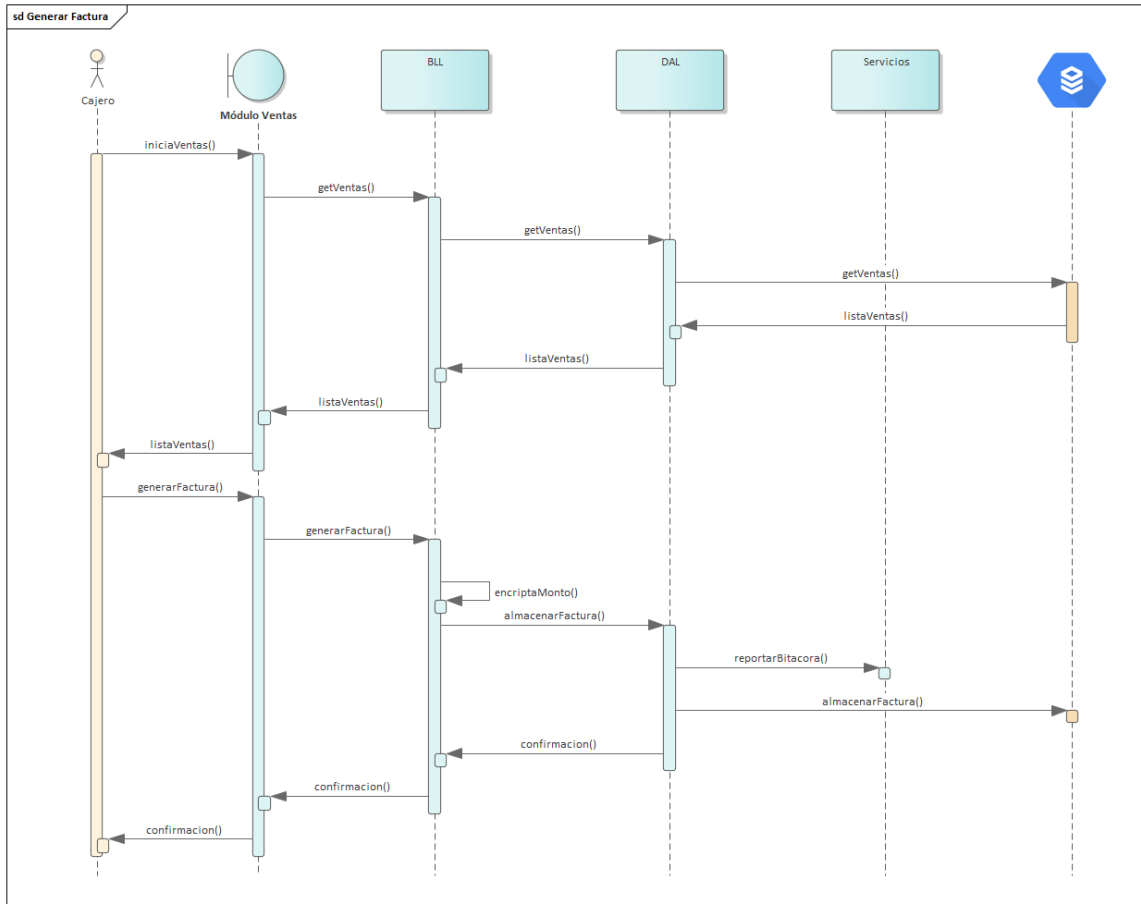 sd Generar Factura
Cajero
Módulo Ventas
BLL
DAL
Servicios
iniciaVentas()
getVentas()
getVentas()
getVentas()
listaVentas()
listaVentas()
listaVentas()
listaVentas()
generarFactura()
generarFactura()
encriptaMonto()
almacenarFactura()
reportarBitacora()
almacenarFactura()
confirmacion()
confirmacion()
confirmacion()